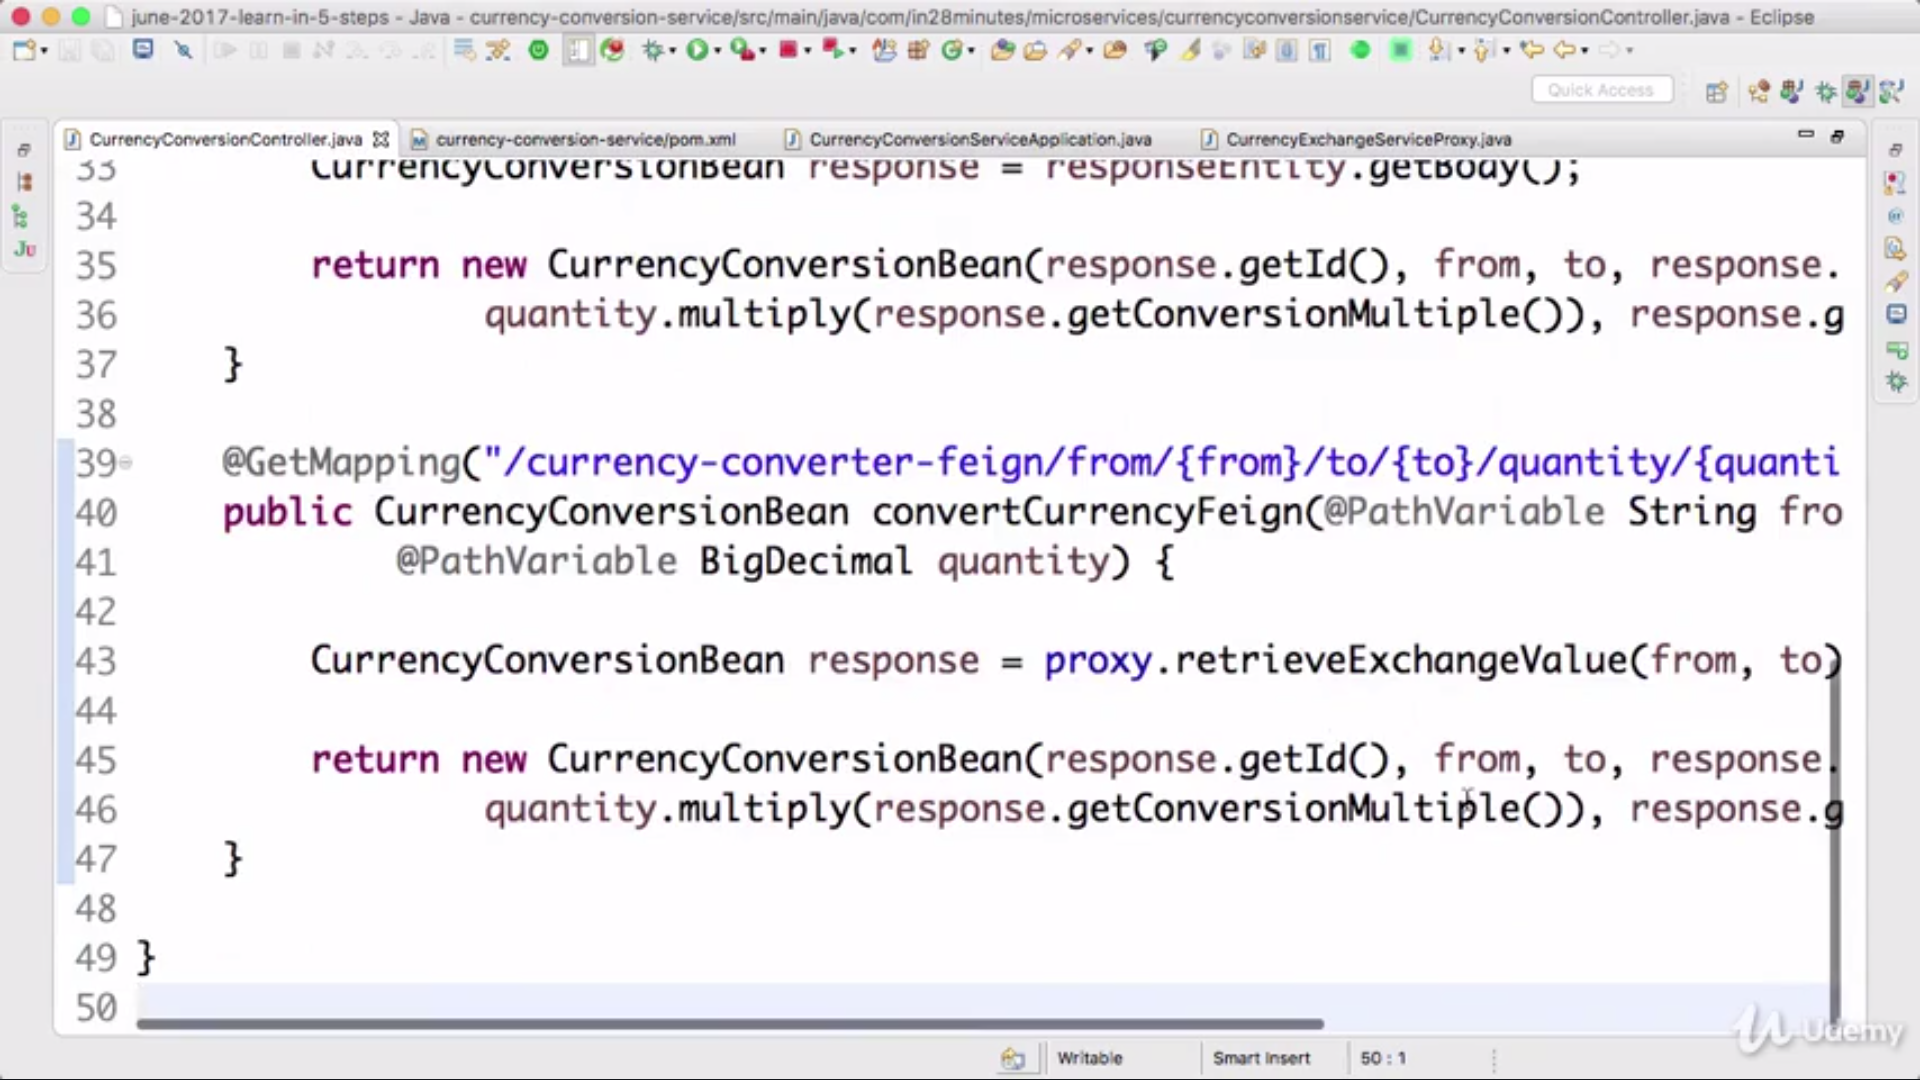 june-2017-learn-in-5-steps - Java - currency-conversion-service/src/main/java/com/in28minutes/microservices/currencyconversionservice/CurrencyConversionController.java - Eclipse
Quick Access
CurrencyConversionController.java currency-conversion-service/pom.xml CurrencyConversionServiceApplication.java CurrencyExchangeServiceProxy.java
33 CurrencyConversionBean response = responseEntity.getBody();
34
35 return new CurrencyConversionBean(response.getId(), from, to, response.
36 quantity.multiply(response.getConversionMultiple()), response.g
37 }
38
39 @GetMapping("/currency-converter-feign/from/{from}/to/{to}/quantity/{quanti
40 public CurrencyConversionBean convertCurrencyFeign(@PathVariable String fro
41 @PathVariable BigDecimal quantity) {
42
43 CurrencyConversionBean response = proxy.retrieveExchangeValue(from, to)
44
45 return new CurrencyConversionBean(response.getId(), from, to, response.
46 quantity.multiply(response.getConversionMultiple()), response.g
47 }
48
49 }
50
Writable Smart Insert 50 : 1
Udemy
Ju